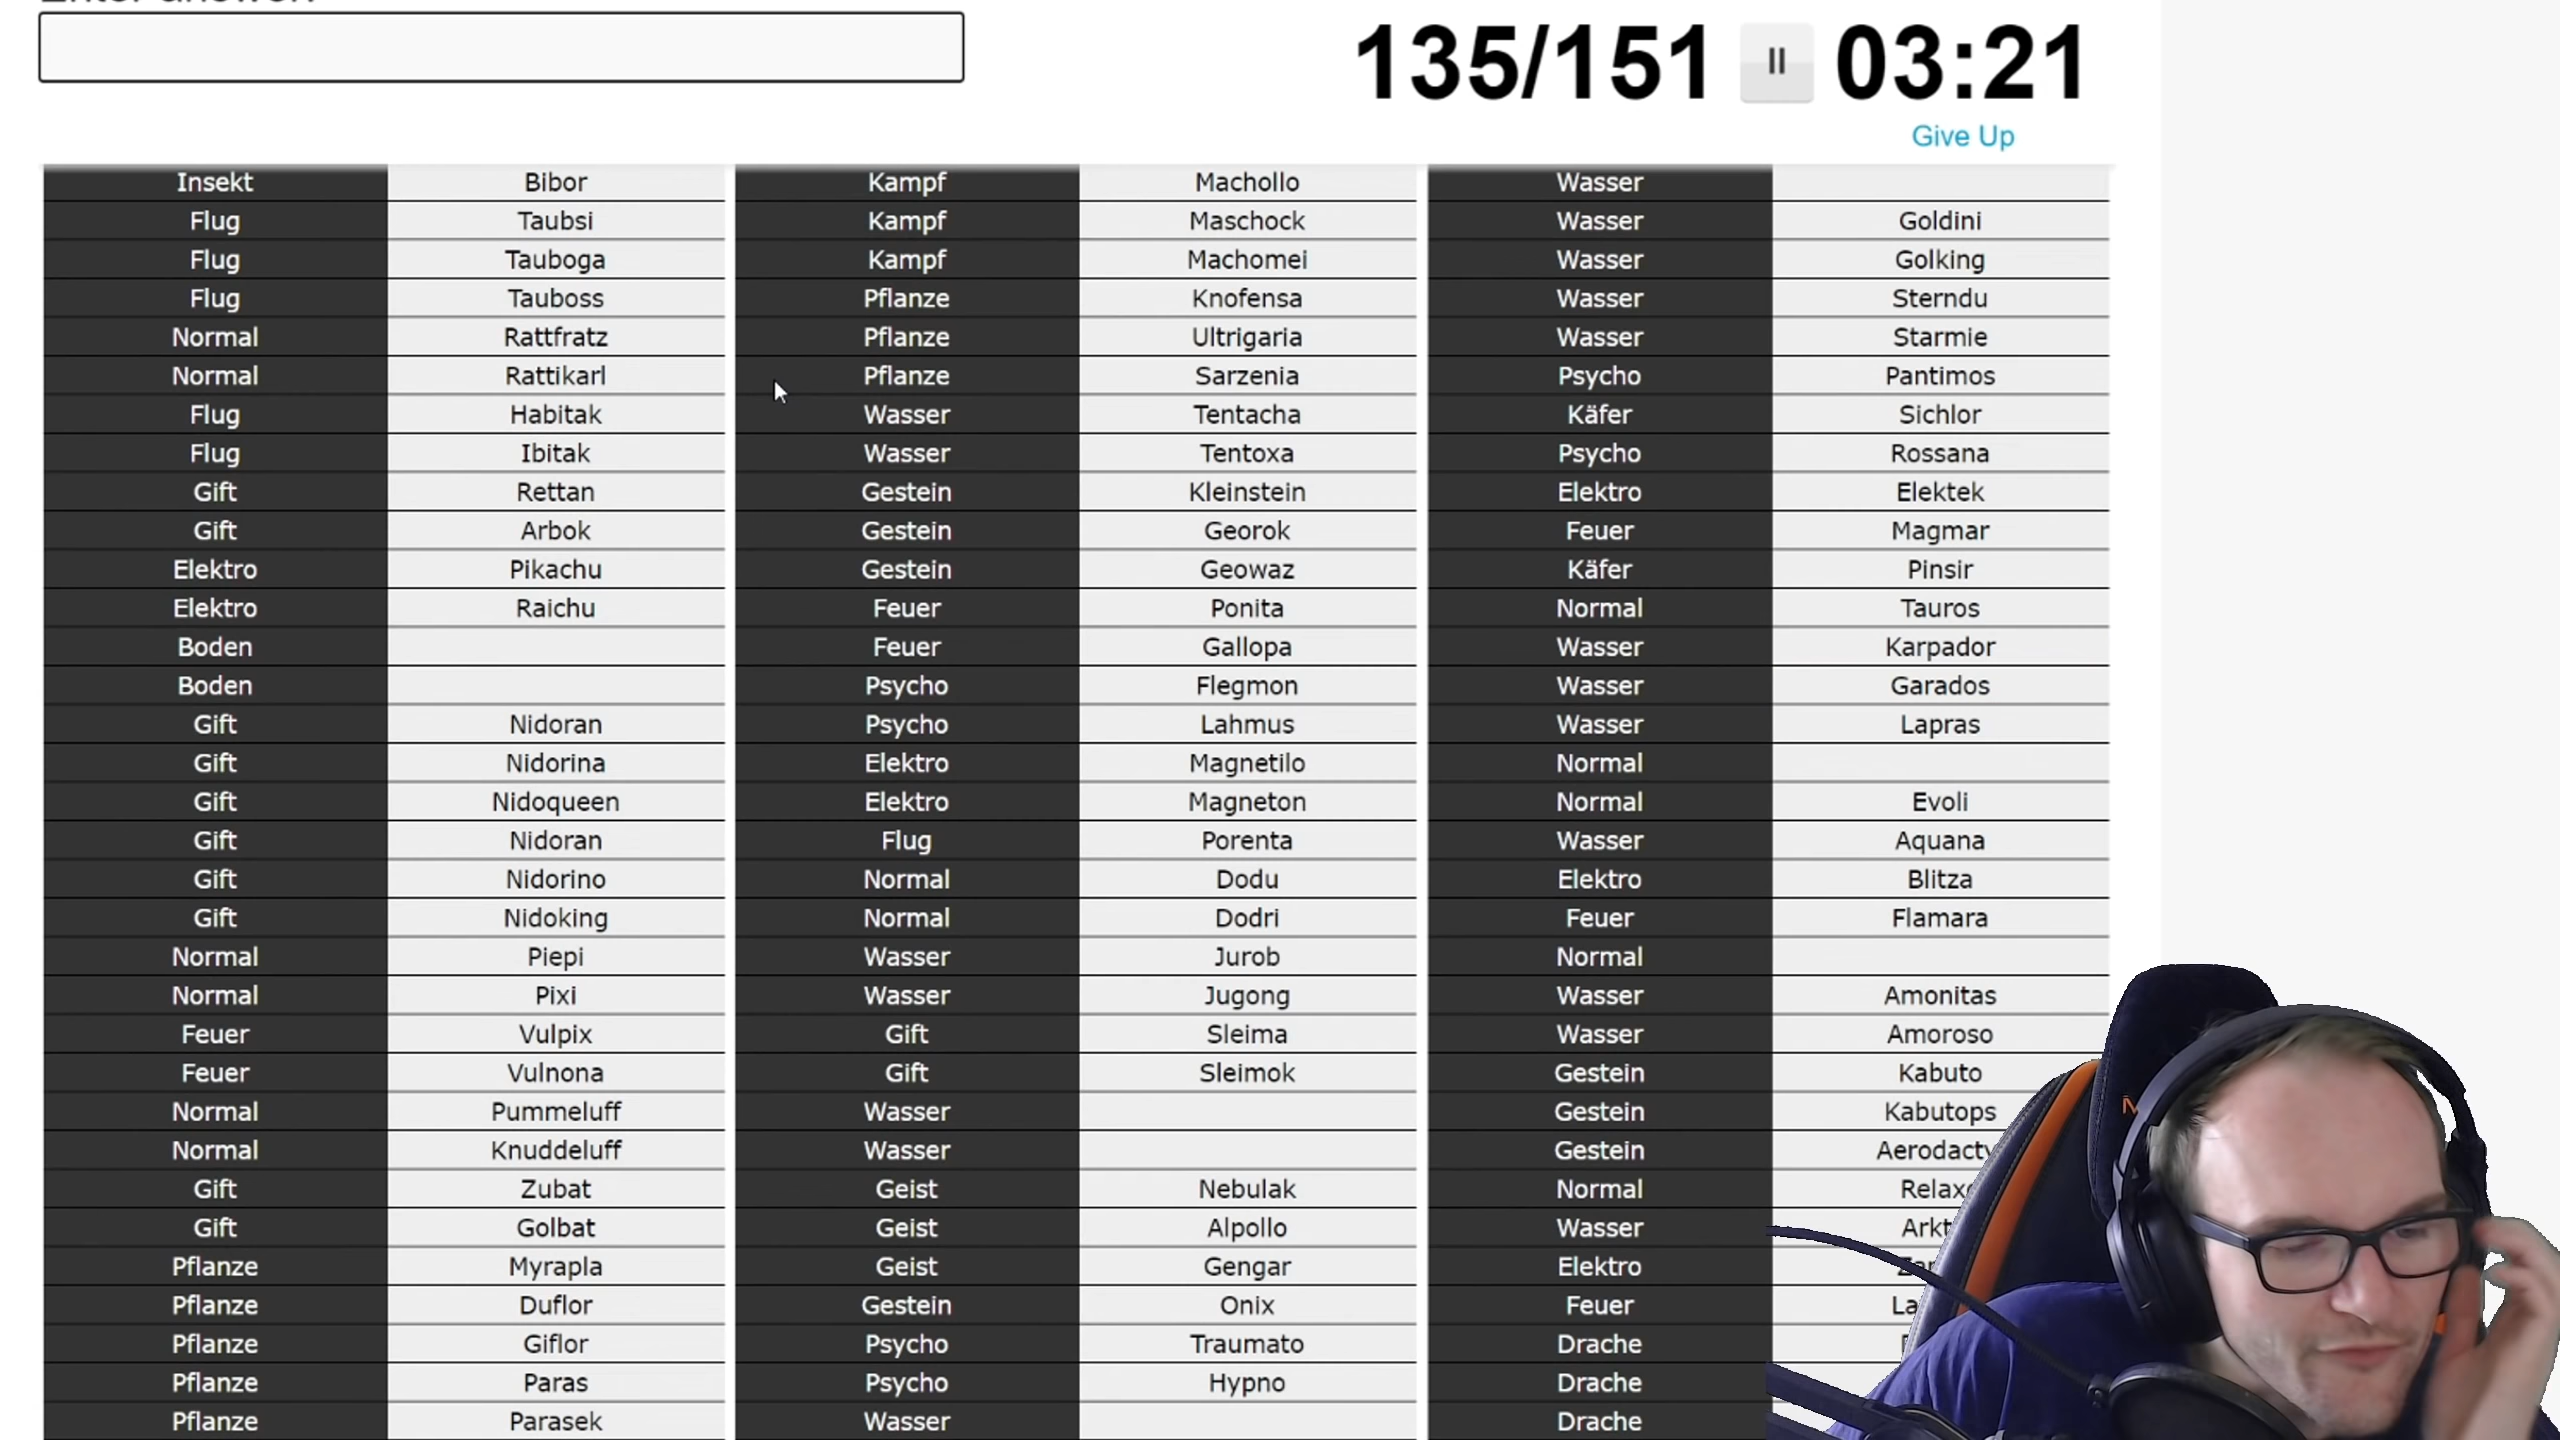 135/151 03:21
Give Up
Insekt Bibor Kampf Machollo Wasser
Flug Taubsi Kampf Maschock Wasser Goldini
Flug Tauboga Kampf Machomei Wasser Golking
Flug Tauboss Pflanze Knofensa Wasser Sterndu
Normal Rattfratz Pflanze Ultrigaria Wasser Starmie
Normal Rattikarl Pflanze Sarzenia Psycho Pantimos
Flug Habitak Wasser Tentacha Käfer Sichlor
Flug Ibitak Wasser Tentoxa Psycho Rossana
Gift Rettan Gestein Kleinstein Elektro Elektek
Gift Arbok Gestein Georok Feuer Magmar
Elektro Pikachu Gestein Geowaz Käfer Pinsir
Elektro Raichu Feuer Ponita Normal Tauros
Boden Feuer Gallopa Wasser Karpador
Boden Psycho Flegmon Wasser Garados
Gift Nidoran Psycho Lahmus Wasser Lapras
Gift Nidorina Elektro Magnetilo Normal
Gift Nidoqueen Elektro Magneton Normal Evoli
Gift Nidoran Flug Porenta Wasser Aquana
Gift Nidorino Normal Dodu Elektro Blitza
Gift Nidoking Normal Dodri Feuer Flamara
Normal Piepi Wasser Jurob Normal
Normal Pixi Wasser Jugong Wasser Amonitas
Feuer Vulpix Gift Sleima Wasser Amoroso
Feuer Vulnona Gift Sleimok Gestein Kabuto
Normal Pummeluff Wasser Gestein Kabutops
Normal Knuddeluff Wasser Gestein
Gift Zubat Geist Nebulak Normal
Gift Golbat Geist Alpollo Wasser
Pflanze Myrapla Geist Gengar Elektro
Pflanze Duflor Gestein Onix Feuer
Pflanze Giflor Psycho Traumato Drache
Pflanze Paras Psycho Hypno Drache
Pflanze Parasek Wasser Drache